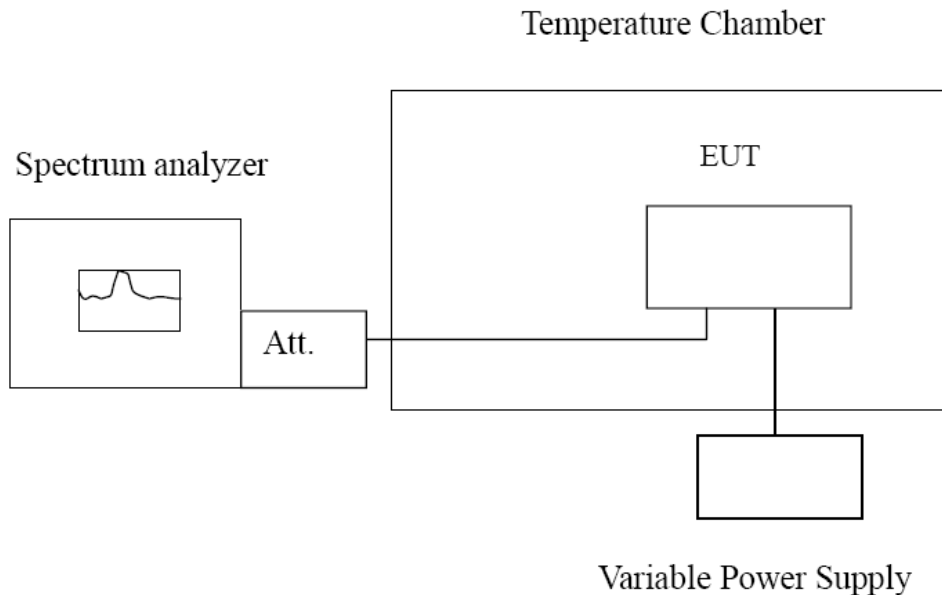 Temperature Chamber
Spectrum analyzer
EUT
Att.
Variable Power Supply